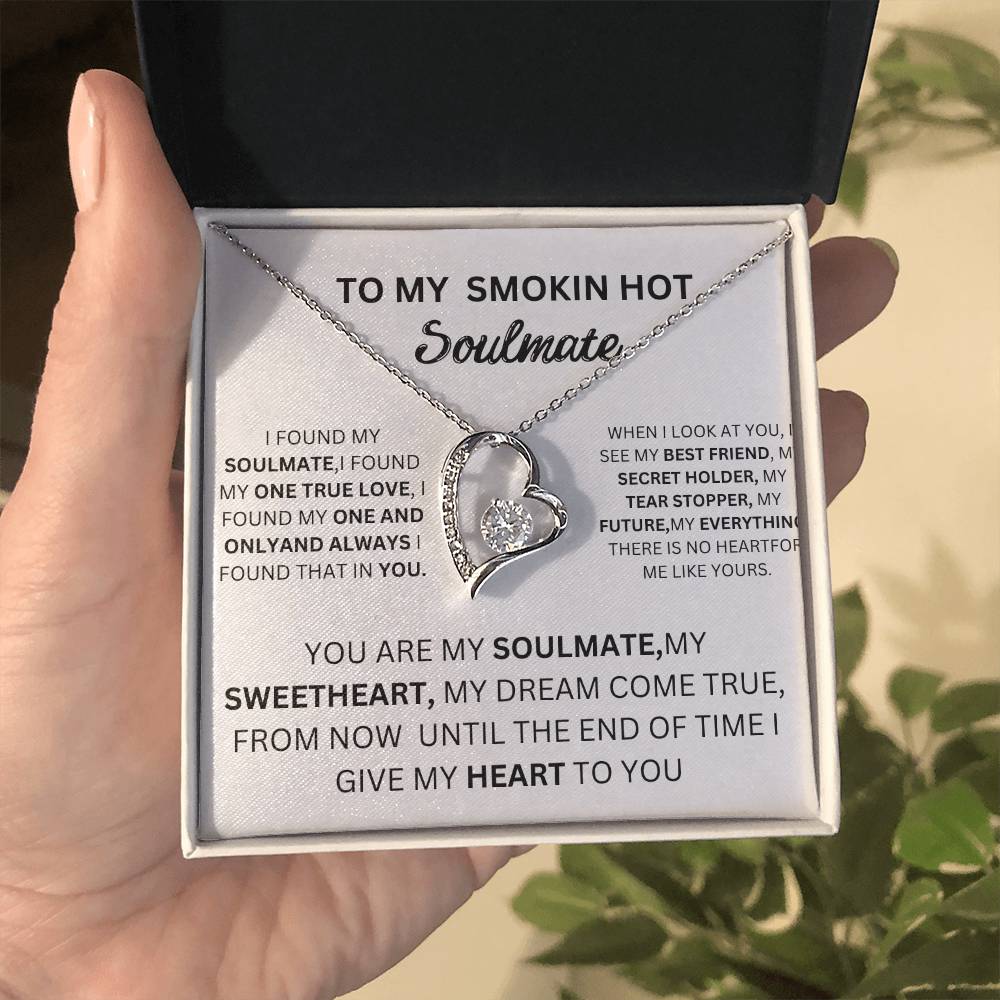 TO MY SMOKIN HOT
Soulmate
I FOUND MY
SOULMATE,I FOUND
MY ONE TRUE LOVE, I
FOUND MY ONE AND
ONLYAND ALWAYS I
FOUND THAT IN YOU.
WHEN I LOOK AT YOU, I
SEE MY BEST FRIEND, M
SECRET HOLDER, MY
TEAR STOPPER, MY
FUTURE,MY EVERYTHING
THERE IS NO HEARTFOR
ME LIKE YOURS.
YOU ARE MY SOULMATE,MY
SWEETHEART, MY DREAM COME TRUE,
FROM NOW UNTIL THE END OF TIME I
GIVE MY HEART TO YOU